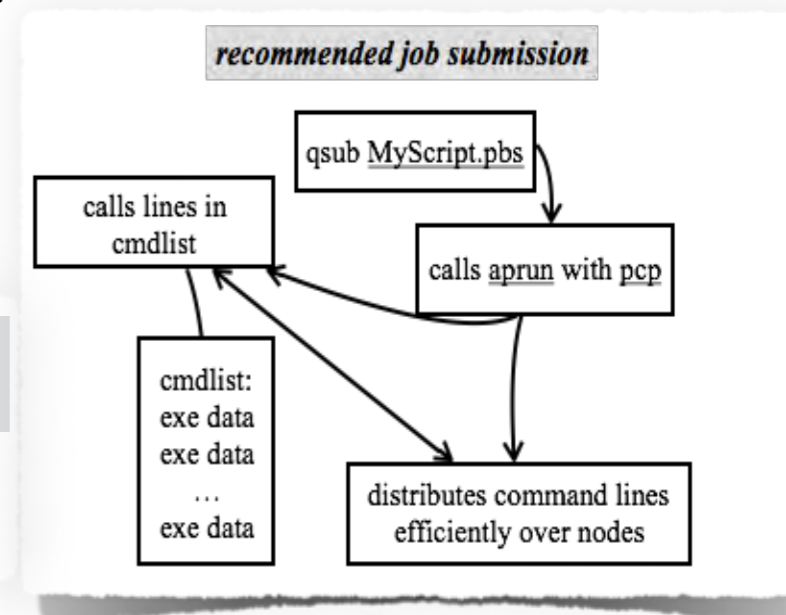 recommended job submission
qsub MyScript.pbs
calls lines in
cmdlist
calls aprun with pcp
cmdlist:
exe data
exe data
...
exe data
distributes command lines
efficiently over nodes